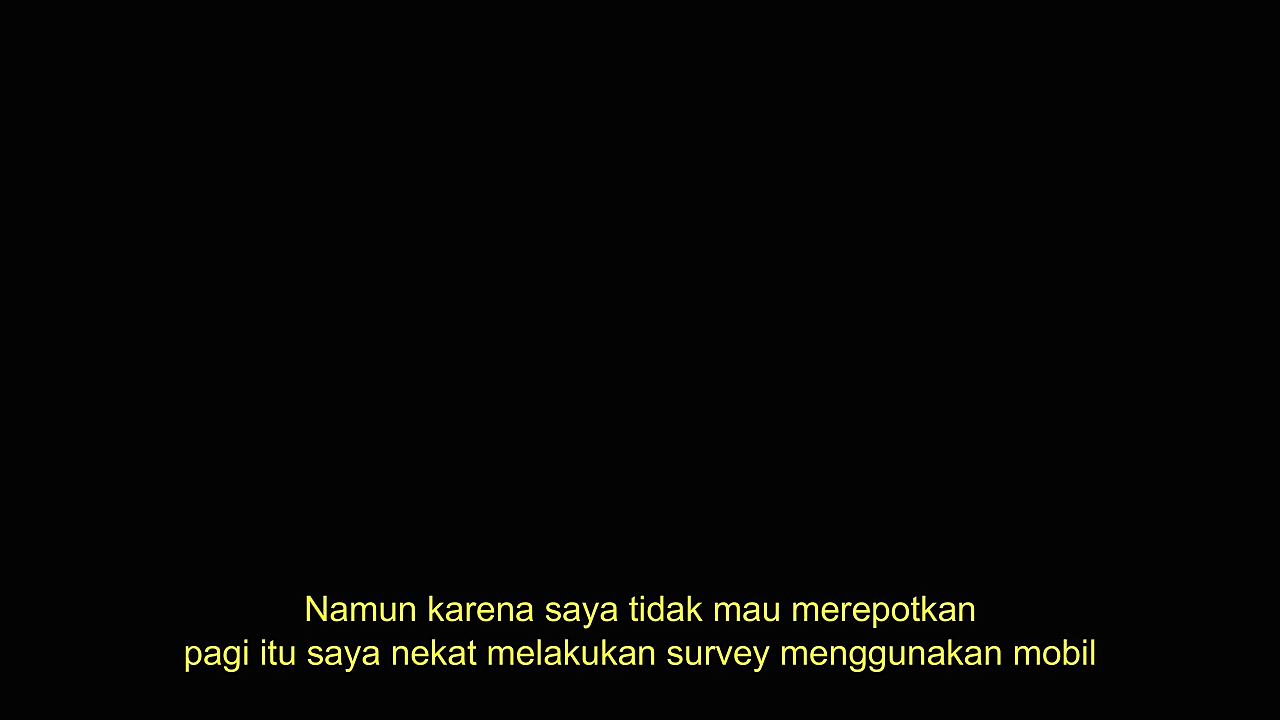 Namun karena saya tidak mau merepotkan
pagi itu saya nekat melakukan survey menggunakan mobil